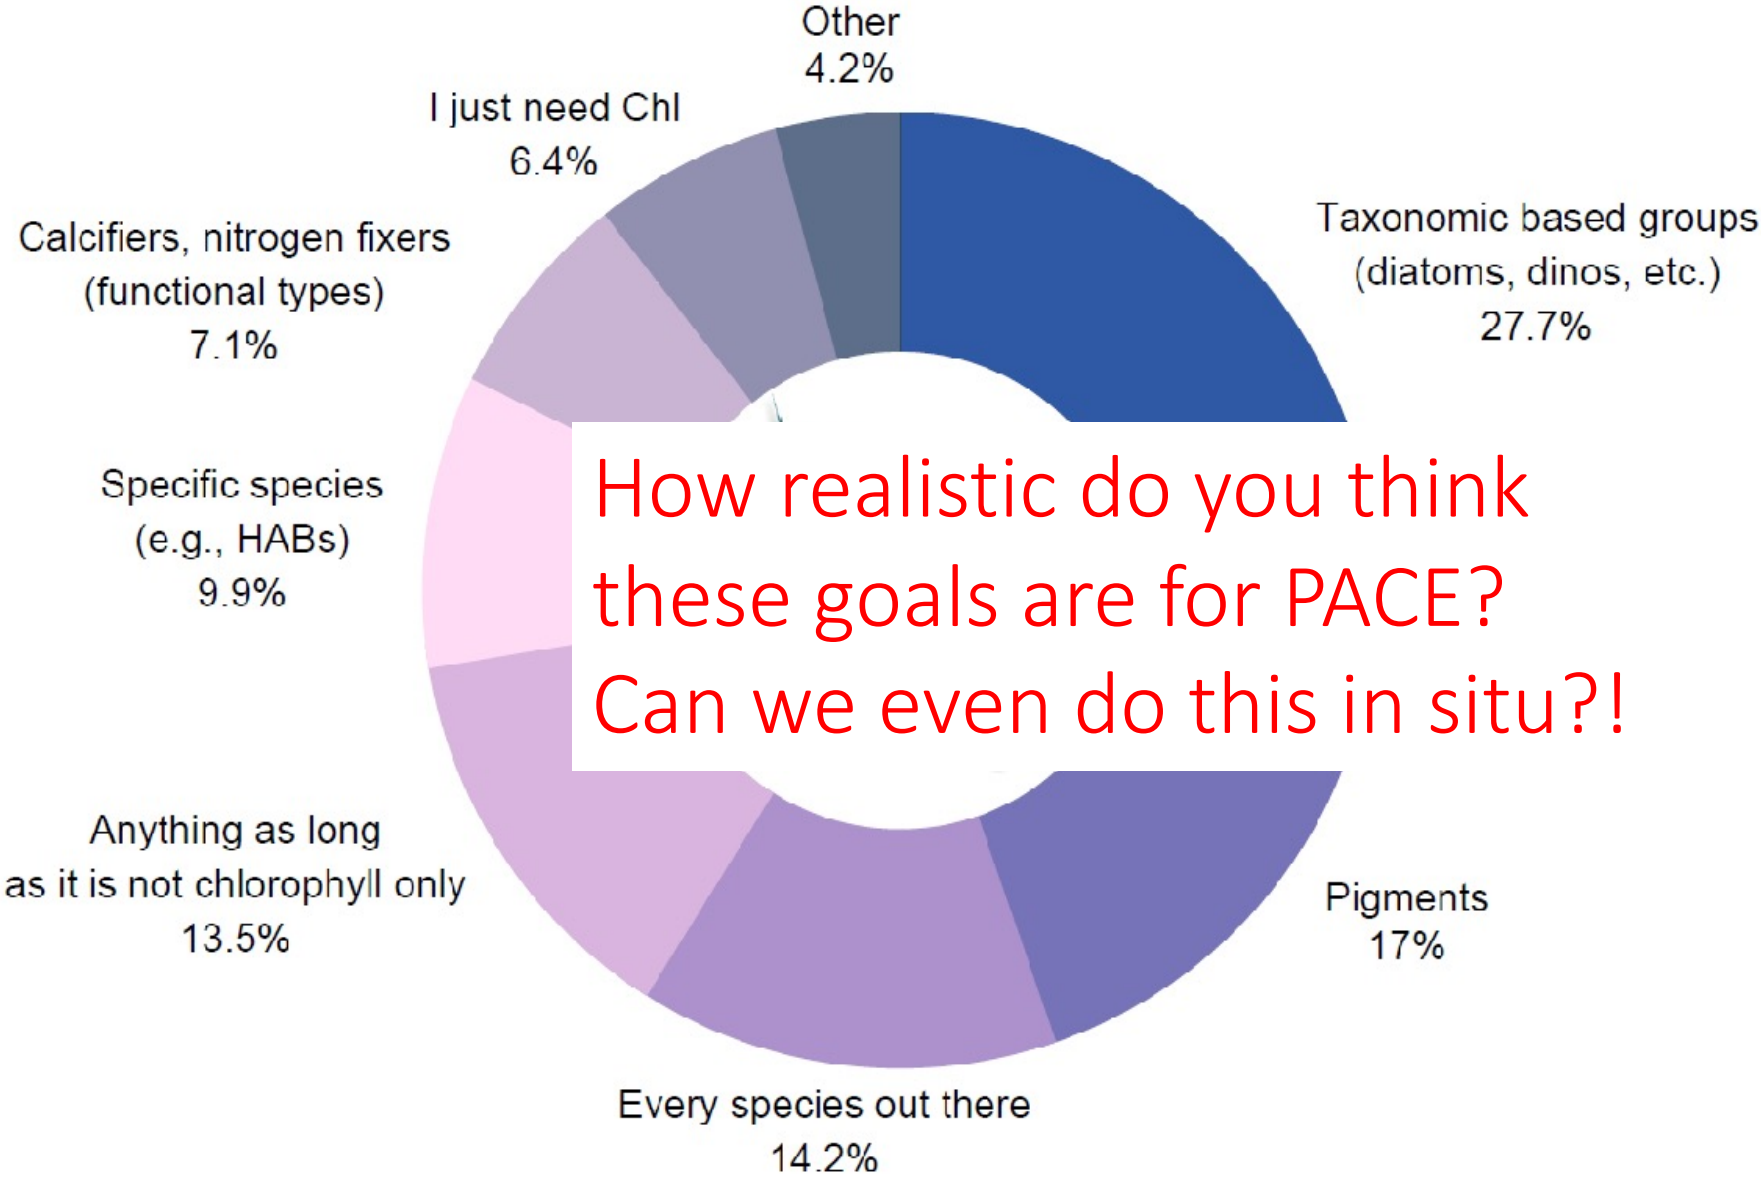 Other
4.2%
I just need Chl
6.4%
Calcifiers, nitrogen fixers
(functional types)
7.1%
Taxonomic based groups
(diatoms, dinos, etc.)
27.7%
Specific species
(e.g., HABs)
9.9%
How realistic do you think
these goals are for PACE?
Can we even do this in situ?!
Anything as long
as it is not chlorophyll only
13.5%
Pigments
17%
Every species out there
14.2%